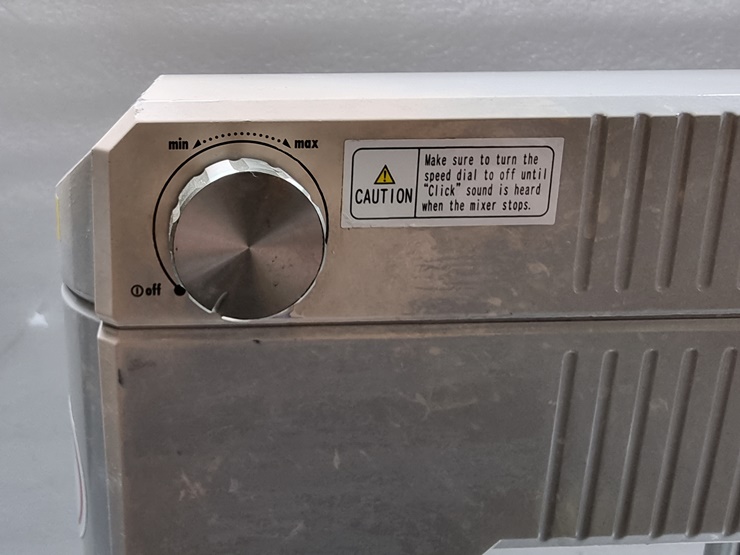 min max
CAUTION
Make sure to turn the
speed dial to off until
"Click" sound is heard
when the mixer stops.
off